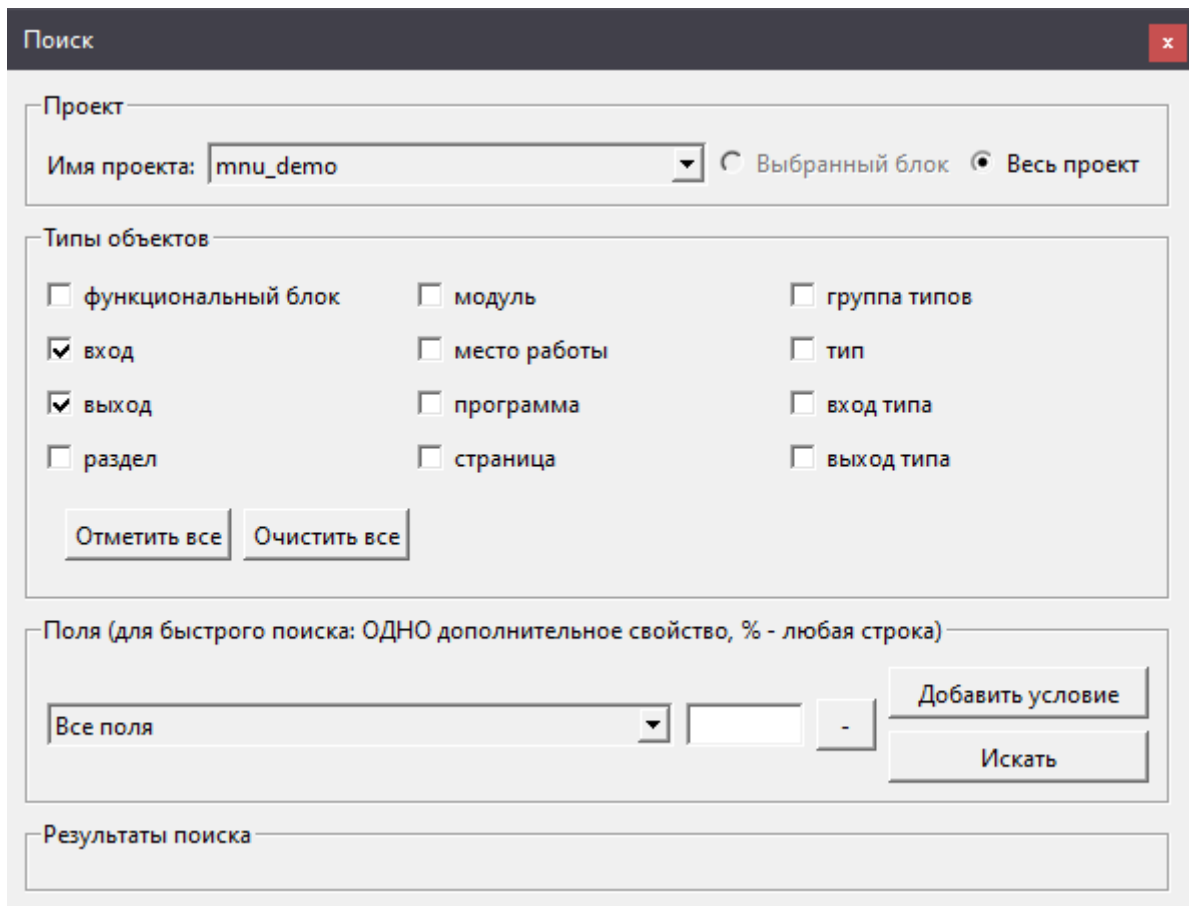 Поиск
x
Проект
Имя проекта: mnu_demo Выбранный блок Весь проект
Типы объектов
функциональный блок модуль группа типов
вход место работы тип
выход программа вход типа
раздел страница выход типа
Отметить все Очистить все
Поля (для быстрого поиска: ОДНО дополнительное свойство, % - любая строка)
Добавить условие
Все поля -
Искать
Результаты поиска